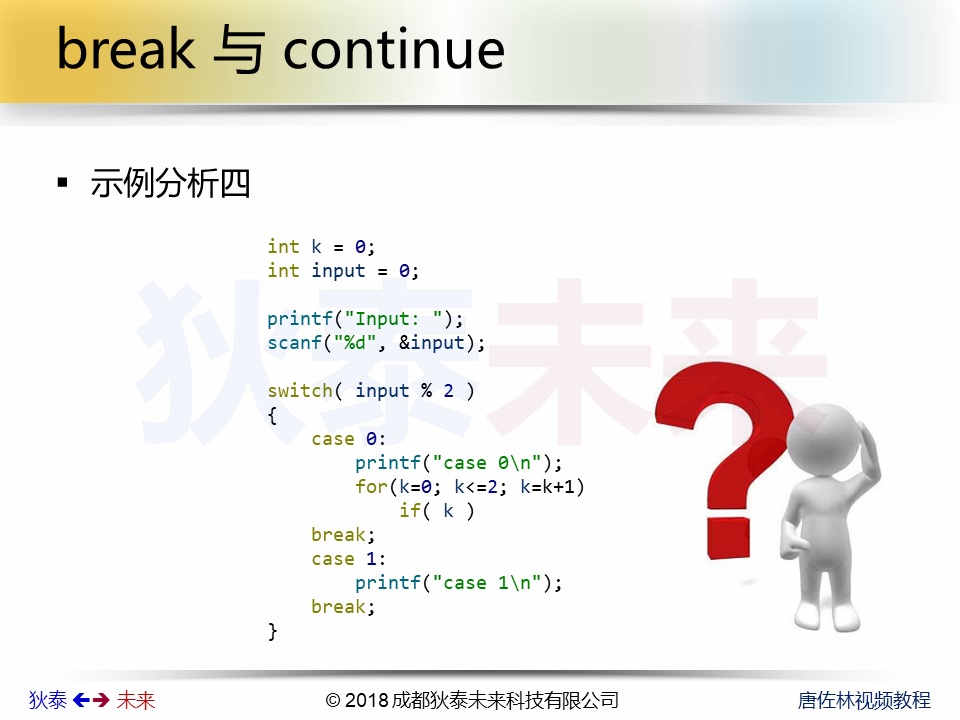 break 与 continue
▪ 示例分析四
int k = 0;
int input = 0;
printf("Input: ");
scanf("%d", &input);
switch( input % 2 )
{
    case 0:
        printf("case 0\n");
        for(k=0; k<=2; k=k+1)
            if( k )
    break;
    case 1:
        printf("case 1\n");
    break;
}
狄泰未来
狄泰 🡸🡺 未来
© 2018 成都狄泰未来科技有限公司
唐佐林视频教程